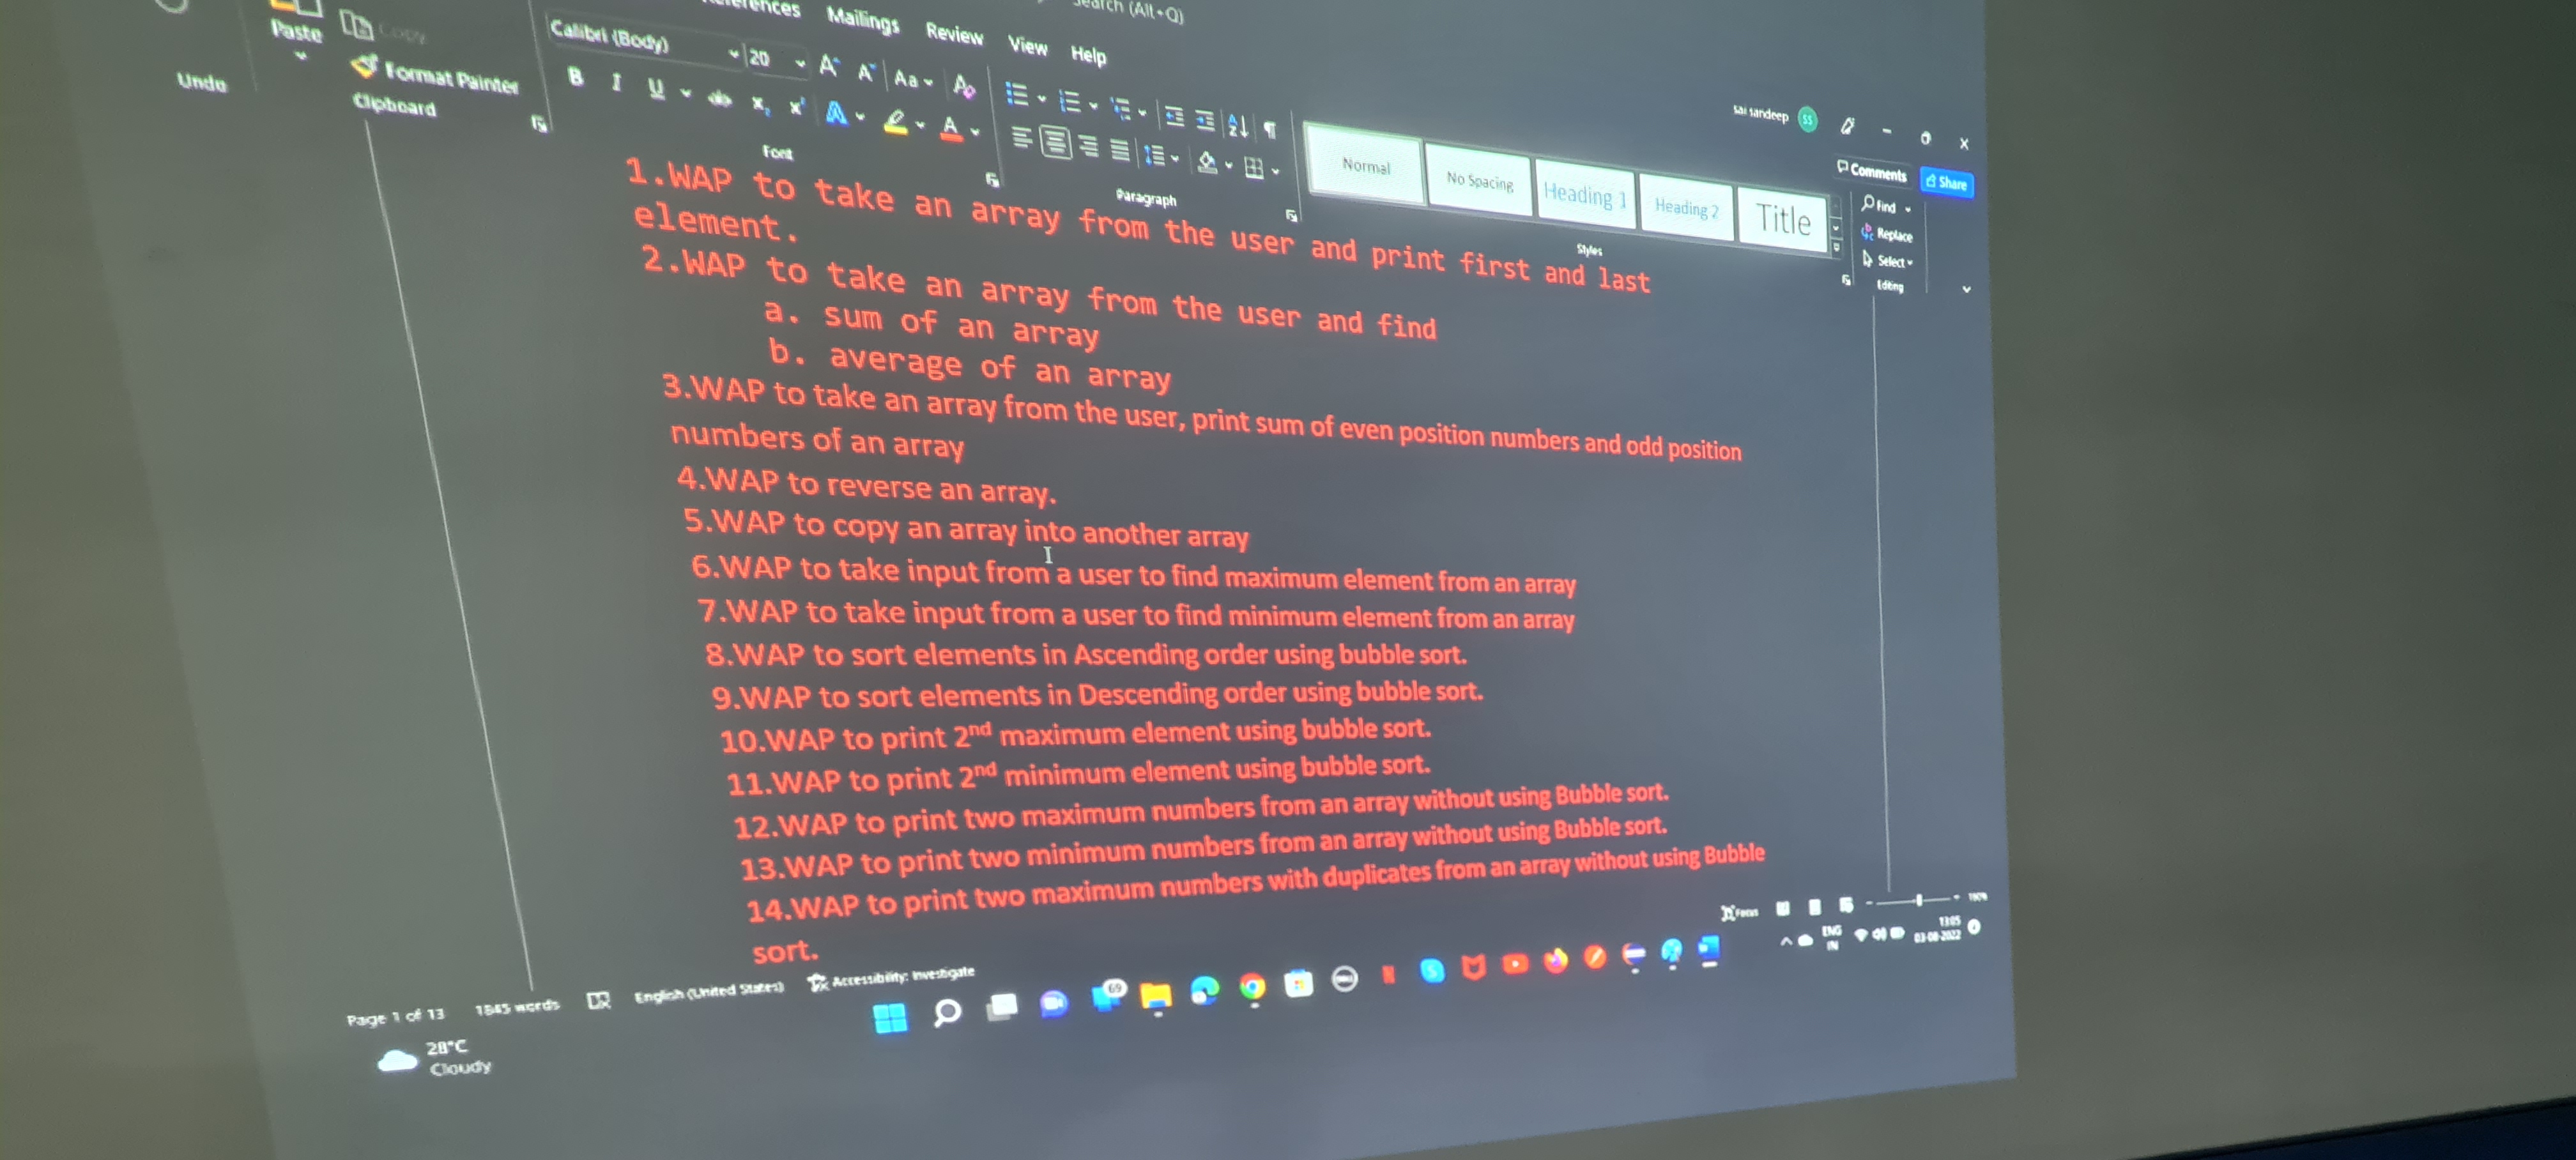 Search (Alt+Q)
Mailings Review View Help
Paste Copy
Calibri (Body) 20
Format Painter
Undo Clipboard
Font
Paragraph
Normal No Spacing Heading 1 Heading 2 Title
Styles
sai sandeep SS
Comments Share
Find
Replace
Select
Editing
1.WAP to take an array from the user and print first and last
element.
2.WAP to take an array from the user and find
a. sum of an array
b. average of an array
3.WAP to take an array from the user, print sum of even position numbers and odd position
numbers of an array
4.WAP to reverse an array.
5.WAP to copy an array into another array
6.WAP to take input from a user to find maximum element from an array
7.WAP to take input from a user to find minimum element from an array
8.WAP to sort elements in Ascending order using bubble sort.
9.WAP to sort elements in Descending order using bubble sort.
10.WAP to print 2nd maximum element using bubble sort.
11.WAP to print 2nd minimum element using bubble sort.
12.WAP to print two maximum numbers from an array without using Bubble sort.
13.WAP to print two minimum numbers from an array without using Bubble sort.
14.WAP to print two maximum numbers with duplicates from an array without using Bubble
sort.
Page 1 of 13 1845 words English (United States) Accessibility: Investigate
Focus
28°C
Cloudy
69
ENG
IN
13:05
03-08-2022